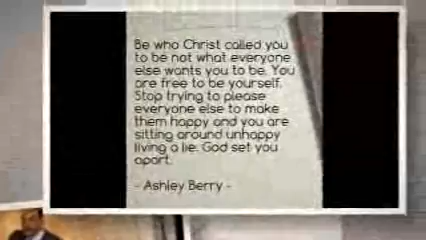 Be who Christ called you
to be not what everyone
else wants you to be. You
are free to be yourself.
Stop trying to please
everyone else to make
them happy and you are
sitting around unhappy
living a lie. God set you
apart.
- Ashley Berry -